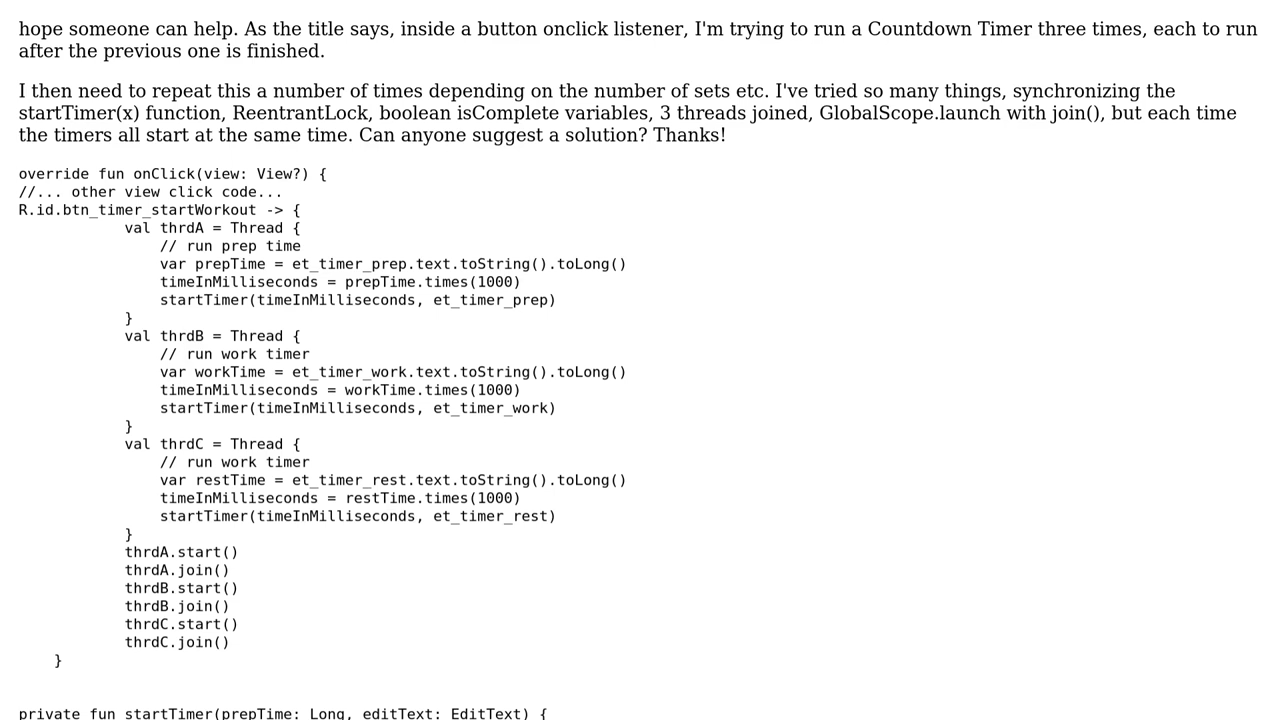 hope someone can help. As the title says, inside a button onclick listener, I'm trying to run a Countdown Timer three times, each to run
after the previous one is finished.
I then need to repeat this a number of times depending on the number of sets etc. I've tried so many things, synchronizing the
startTimer(x) function, ReentrantLock, boolean isComplete variables, 3 threads joined, GlobalScope.launch with join(), but each time
the timers all start at the same time. Can anyone suggest a solution? Thanks!
override fun onClick(view: View?) {
//... other view click code...
R.id.btn_timer_startWorkout -> {
            val thrdA = Thread {
                // run prep time
                var prepTime = et_timer_prep.text.toString().toLong()
                timeInMilliseconds = prepTime.times(1000)
                startTimer(timeInMilliseconds, et_timer_prep)
            }
            val thrdB = Thread {
                // run work timer
                var workTime = et_timer_work.text.toString().toLong()
                timeInMilliseconds = workTime.times(1000)
                startTimer(timeInMilliseconds, et_timer_work)
            }
            val thrdC = Thread {
                // run work timer
                var restTime = et_timer_rest.text.toString().toLong()
                timeInMilliseconds = restTime.times(1000)
                startTimer(timeInMilliseconds, et_timer_rest)
            }
            thrdA.start()
            thrdA.join()
            thrdB.start()
            thrdB.join()
            thrdC.start()
            thrdC.join()
    }
private fun startTimer(prepTime: Long, editText: EditText) {